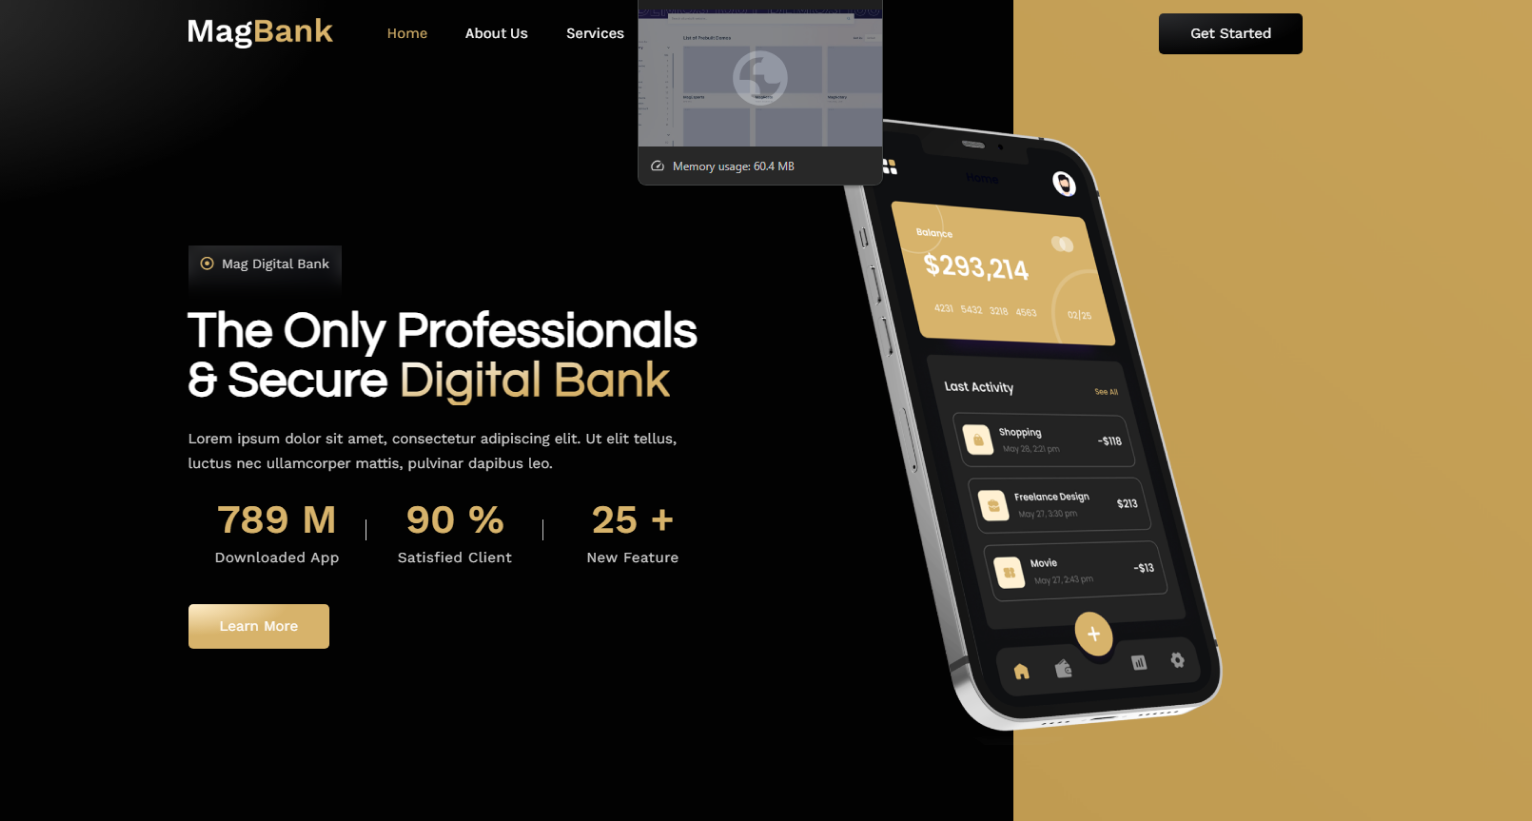 MagBank
Home
About Us
Services
Get Started
Memory usage: 60.4 MB
Mag Digital Bank
The Only Professionals
& Secure Digital Bank
Lorem ipsum dolor sit amet, consectetur adipiscing elit. Ut elit tellus,
luctus nec ullamcorper mattis, pulvinar dapibus leo.
789 M
90 %
25 +
Downloaded App
Satisfied Client
New Feature
Learn More
Home
Balance
$293,214
4231 5432 3218 4563 02/25
Last Activity
See All
Shopping
May 26, 2:21 pm
-$118
Freelance Design
May 27, 3:30 pm
$213
Movie
May 27, 2:43 pm
-$13